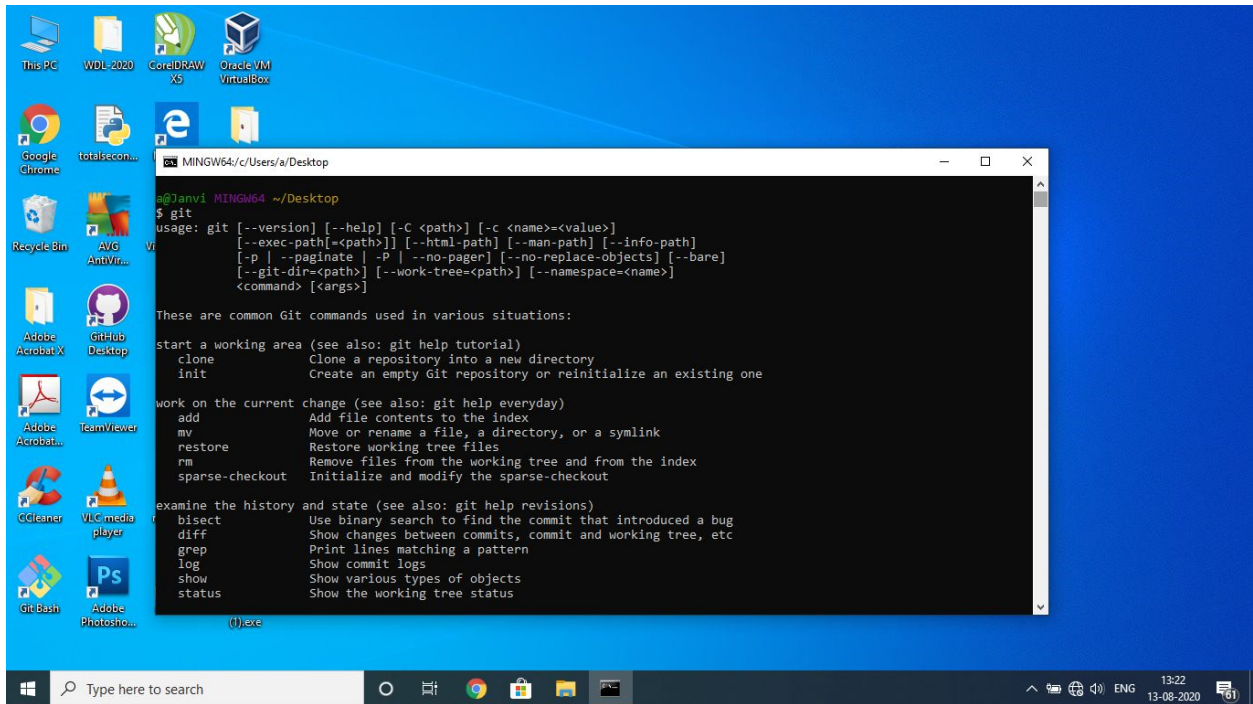 This PC
WDL-2020
CorelDRAW X5
Oracle VM VirtualBox
Google Chrome
totalsecon...
Recycle Bin
AVG AntiVir...
Adobe Acrobat X
GitHub Desktop
Adobe Acrobat...
TeamViewer
CCleaner
VLC media player
Git Bash
Adobe Photosho...
(1).exe
MINGW64:/c/Users/a/Desktop
a@Janvi MINGW64 ~/Desktop
$ git
usage: git [--version] [--help] [-C <path>] [-c <name>=<value>]
[--exec-path[=<path>]] [--html-path] [--man-path] [--info-path]
[-p | --paginate | -P | --no-pager] [--no-replace-objects] [--bare]
[--git-dir=<path>] [--work-tree=<path>] [--namespace=<name>]
<command> [<args>]
These are common Git commands used in various situations:
start a working area (see also: git help tutorial)
clone Clone a repository into a new directory
init Create an empty Git repository or reinitialize an existing one
work on the current change (see also: git help everyday)
add Add file contents to the index
mv Move or rename a file, a directory, or a symlink
restore Restore working tree files
rm Remove files from the working tree and from the index
sparse-checkout Initialize and modify the sparse-checkout
examine the history and state (see also: git help revisions)
bisect Use binary search to find the commit that introduced a bug
diff Show changes between commits, commit and working tree, etc
grep Print lines matching a pattern
log Show commit logs
show Show various types of objects
status Show the working tree status
Type here to search
ENG
13:22
13-08-2020
61